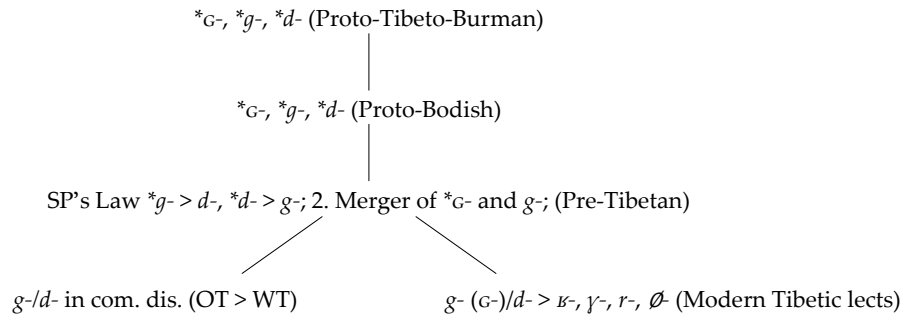 *ɢ-, *g-, *d- (Proto-Tibeto-Burman)
*ɢ-, *g-, *d- (Proto-Bodish)
SP's Law *g- > d-, *d- > g-; 2. Merger of *ɢ- and g-; (Pre-Tibetan)
g-/d- in com. dis. (OT > WT)
g- (ɢ-)/d- > ʁ-, ɣ-, r-, Ø- (Modern Tibetic lects)